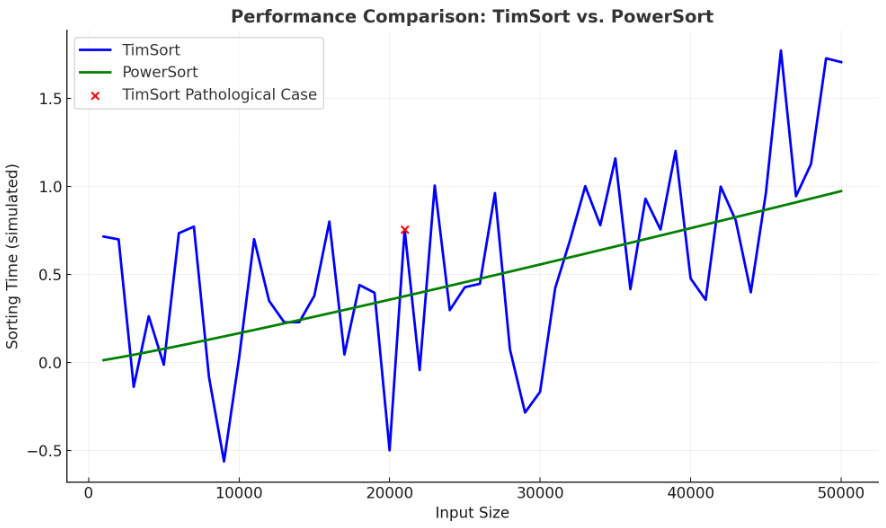 Performance Comparison: TimSort vs. PowerSort
TimSort
PowerSort
TimSort Pathological Case
Sorting Time (simulated)
1.5
1.0
0.5
0.0
−0.5
0 10000 20000 30000 40000 50000
Input Size